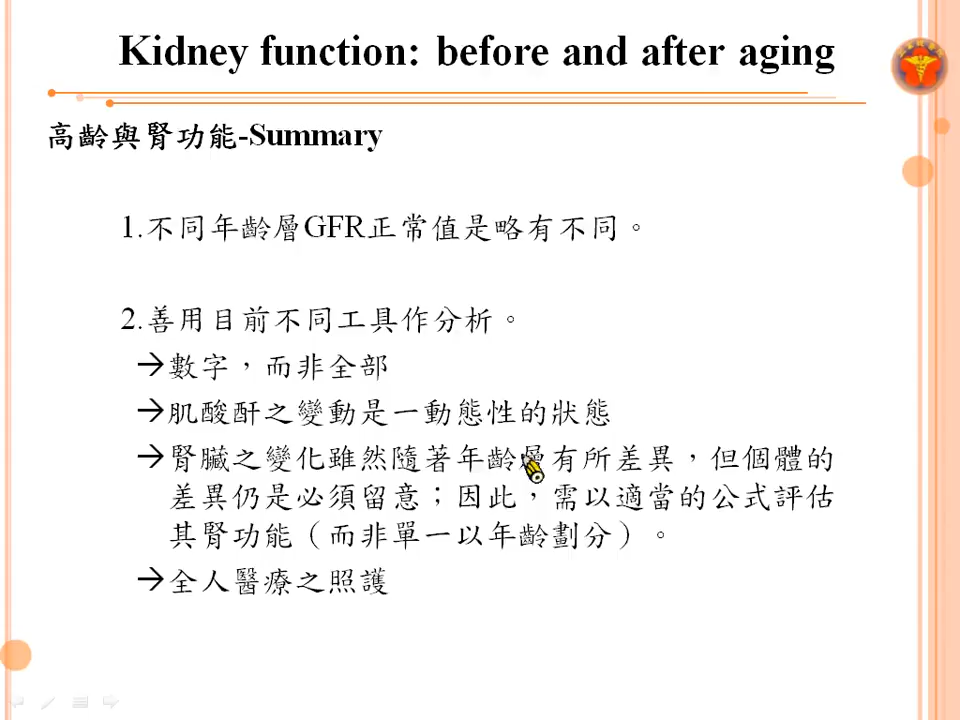 Kidney function: before and after aging
高齡與腎功能-Summary
1.不同年齡層GFR正常值是略有不同。
2.善用目前不同工具作分析。
→數字，而非全部
→肌酸酐之變動是一動態性的狀態
→腎臟之變化雖然隨著年齡層有所差異，但個體的
差異仍是必須留意；因此，需以適當的公式評估
其腎功能（而非單一以年齡劃分）。
→全人醫療之照護